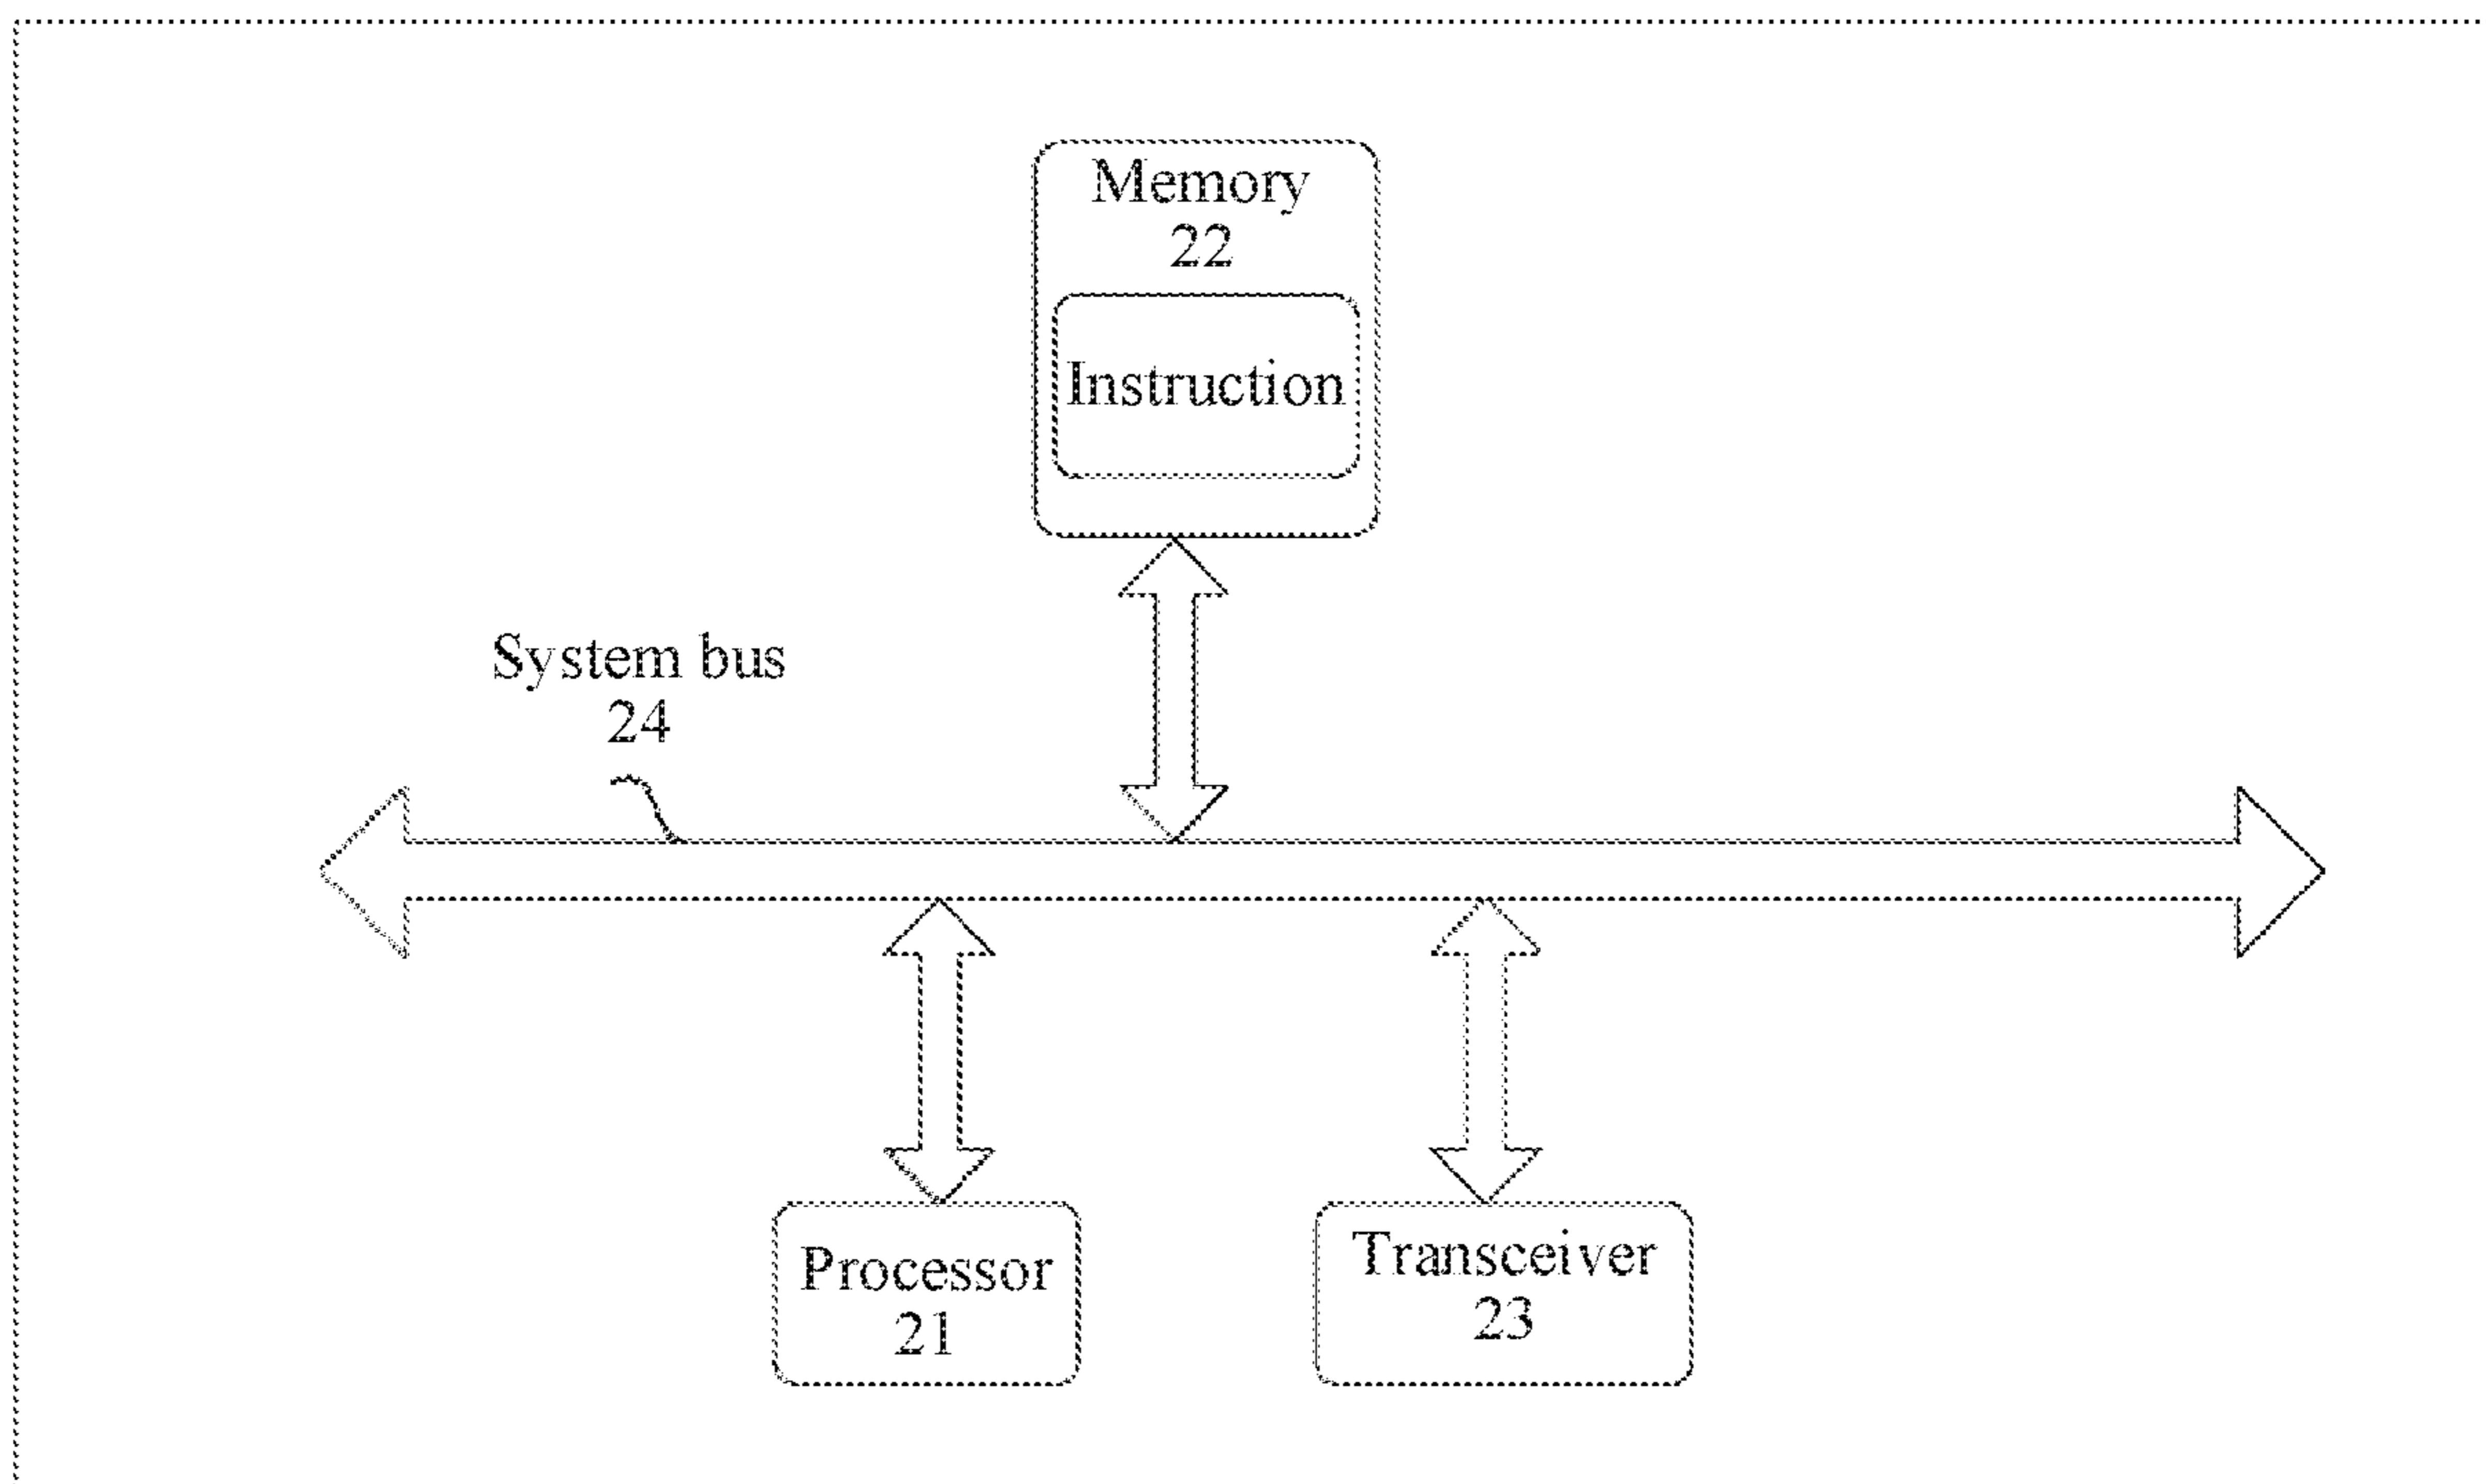 Memory
22
Instruction
System bus
24
Processor
21
Transceiver
23